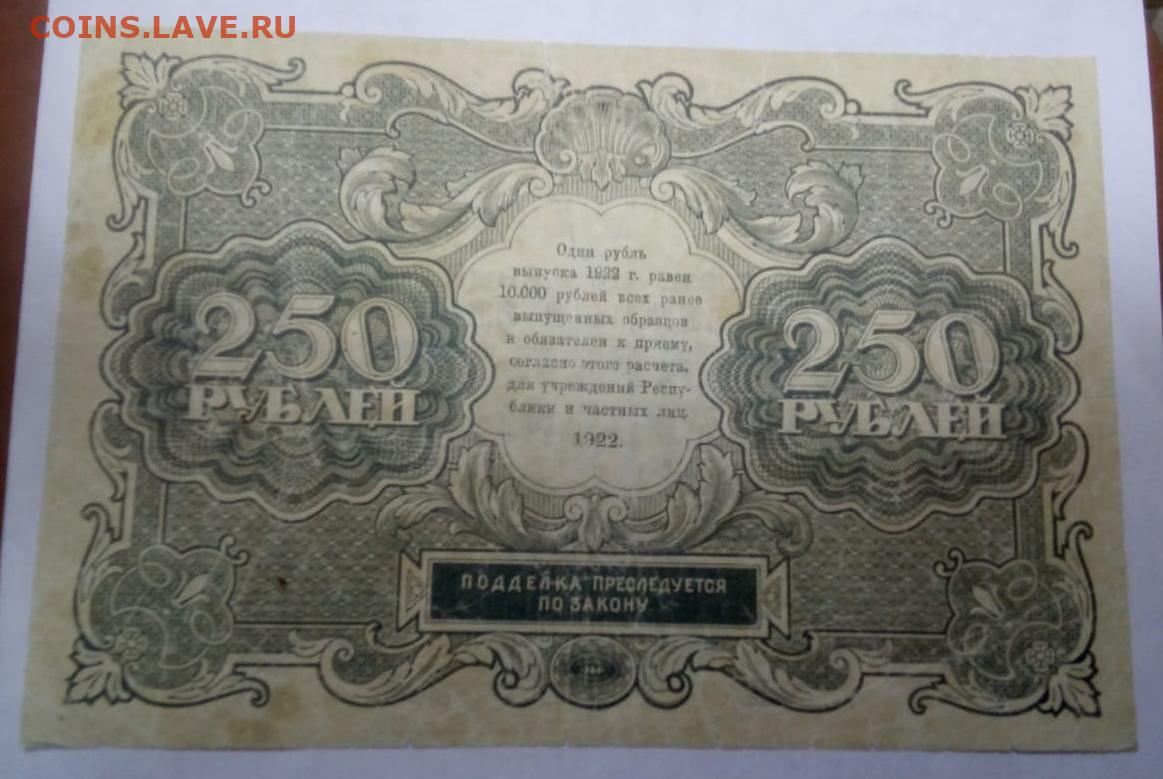 COINS.LAVE.RU
Один рубль
выпуска 1922 г. равен
10.000 рублей всех ранее
выпущенных образцов
и обязателен к приему,
согласно этого расчета,
для учреждений Респу-
блики и частных лиц.
1922.
250
РУБЛЕЙ
250
РУБЛЕЙ
ПОДДЕЛКА ПРЕСЛЕДУЕТСЯ
ПО ЗАКОНУ